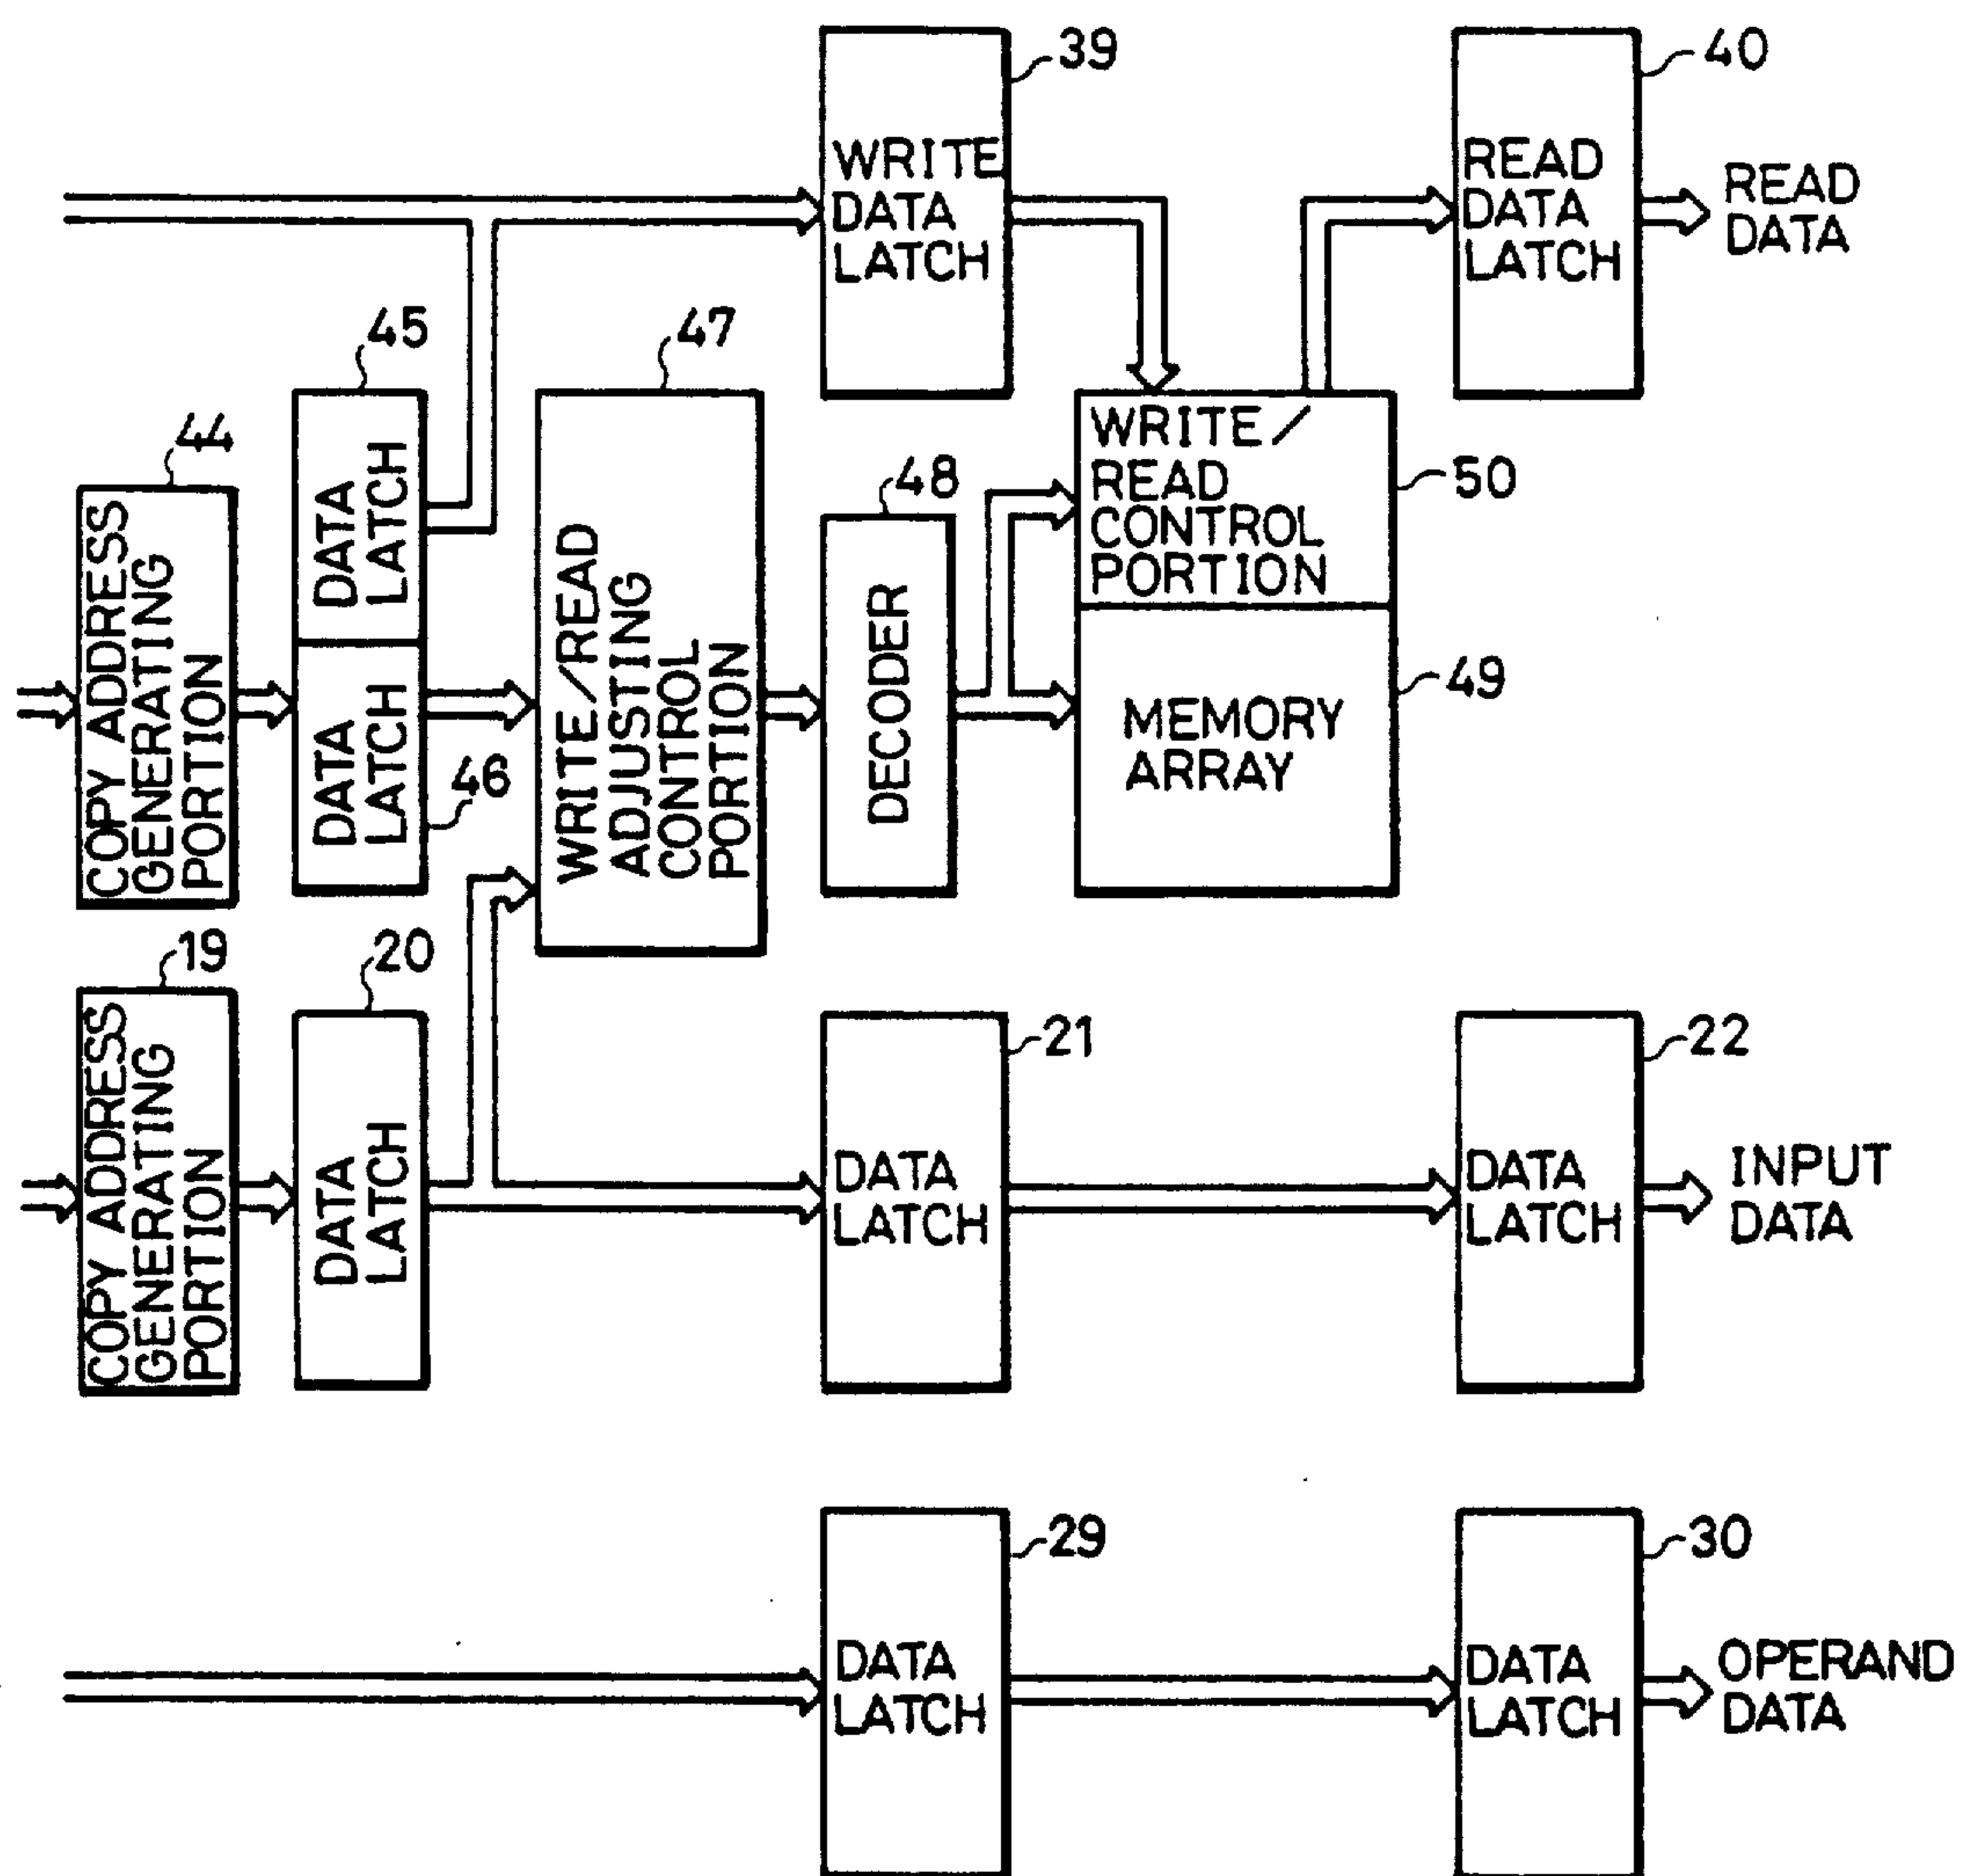 39
WRITE
DATA
LATCH
40
READ
DATA
LATCH
READ
DATA
44
COPY ADDRESS
GENERATING
PORTION
45
DATA
LATCH
DATA
LATCH
46
47
WRITE/READ
ADJUSTING
CONTROL
PORTION
48
DECODER
WRITE/
READ
CONTROL
PORTION
50
MEMORY
ARRAY
49
19
COPY ADDRESS
GENERATING
PORTION
20
DATA
LATCH
21
DATA
LATCH
22
DATA
LATCH
INPUT
DATA
29
DATA
LATCH
30
DATA
LATCH
OPERAND
DATA